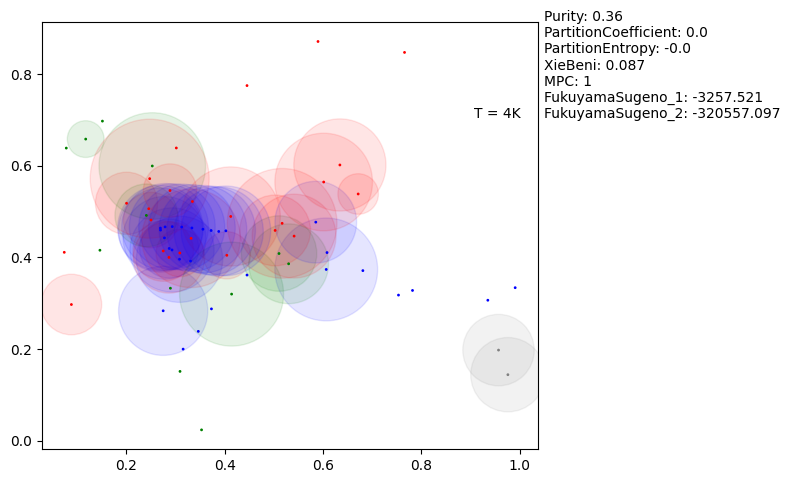 Purity: 0.36
PartitionCoefficient: 0.0
PartitionEntropy: -0.0
XieBeni: 0.087
MPC: 1
FukuyamaSugeno_1: -3257.521
FukuyamaSugeno_2: -320557.097
T = 4K
0.8
0.6
0.4
0.2
0.0
0.2 0.4 0.6 0.8 1.0